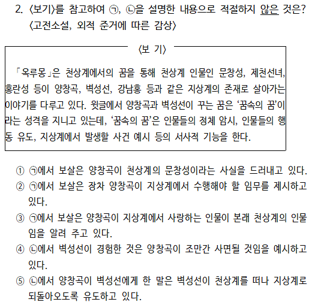 2. <보기>를 참고하여 ㉠, ㉡을 설명한 내용으로 적절하지 않은 것은?
<고전소설, 외적 준거에 따른 감상>
<보 기>
「옥루몽」은 천상계에서의 꿈을 통해 천상계 인물인 문창성, 제천선녀,
홍란성 등이 양창곡, 벽성선, 강남홍 등과 같은 지상계의 존재로 살아가는
이야기를 다루고 있다. 윗글에서 양창곡과 벽성선이 꾸는 꿈은 ‘꿈속의 꿈’이
라는 성격을 지니고 있는데, ‘꿈속의 꿈’은 인물들의 정체 암시, 인물들의 행
동 유도, 지상계에서 발생할 사건 예시 등의 서사적 기능을 한다.
① ㉠에서 보살은 양창곡이 천상계의 문창성이라는 사실을 드러내고 있다.
② ㉠에서 보살은 장차 양창곡이 지상계에서 수행해야 할 임무를 제시하고
있다.
③ ㉠에서 보살은 양창곡이 지상계에서 사랑하는 인물이 본래 천상계의 인물
임을 알려 주고 있다.
④ ㉡에서 벽성선이 경험한 것은 양창곡이 조만간 사면될 것임을 예시하고
있다.
⑤ ㉡에서 양창곡이 벽성선에게 한 말은 벽성선이 천상계를 떠나 지상계로
되돌아오도록 유도하고 있다.